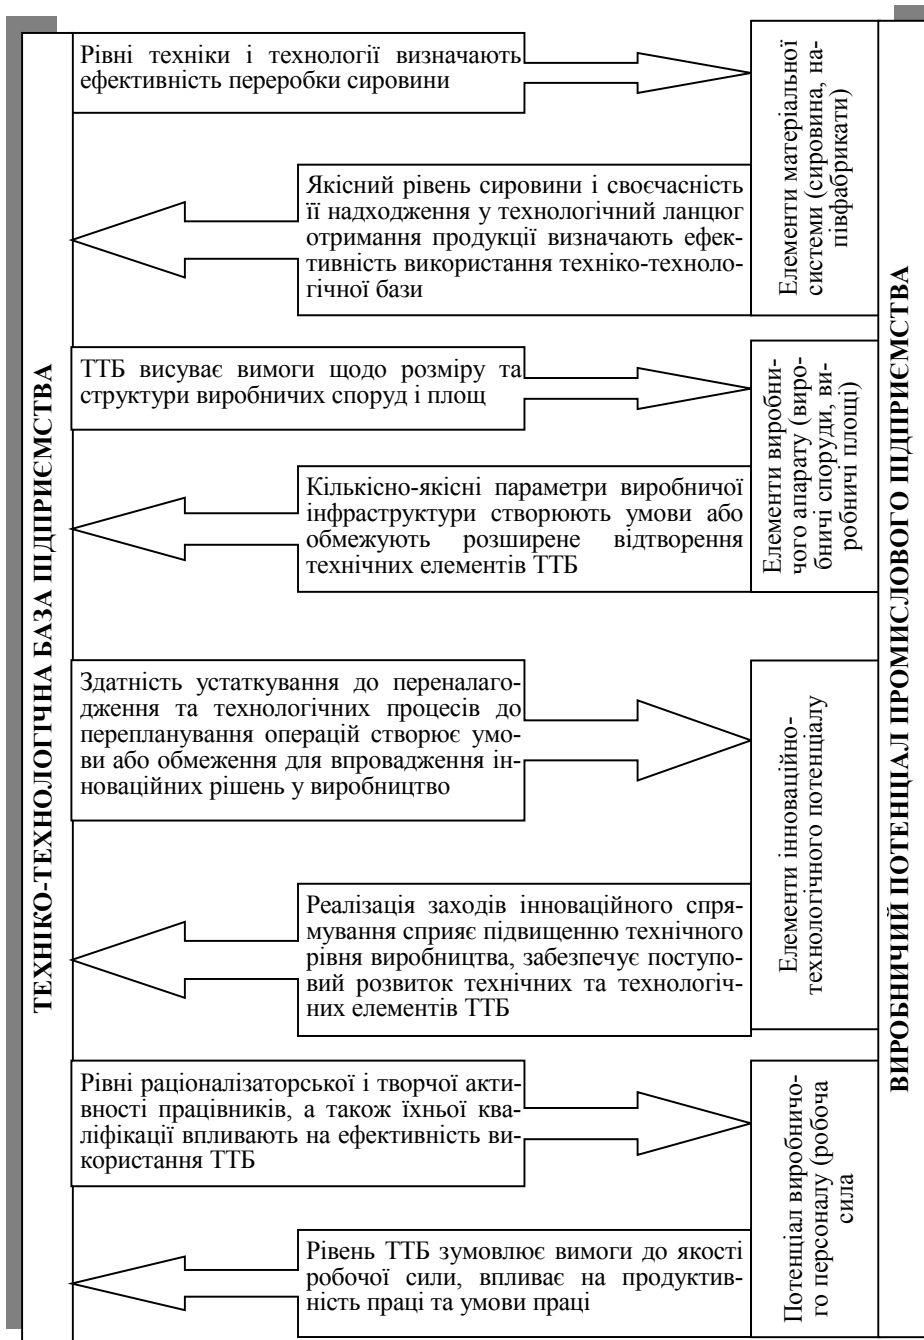 ТЕХНІКО-ТЕХНОЛОГІЧНА БАЗА ПІДПРИЄМСТВА
Рівні техніки і технології визначають
ефективність переробки сировини
Якісний рівень сировини і своєчасність
її надходження у технологічний ланцюг
отримання продукції визначають ефек-
тивність використання техніко-техноло-
гічної бази
Елементи матеріальної
системи (сировина, на-
півфабрикати)
ТТБ висуває вимоги щодо розміру та
структури виробничих споруд і площ
Кількісно-якісні параметри виробничої
інфраструктури створюють умови або
обмежують розширене відтворення
технічних елементів ТТБ
Елементи виробни-
чого апарату (виро-
бничі споруди, ви-
робничі площі)
Здатність устаткування до переналаго-
дження та технологічних процесів до
перепланування операцій створює умо-
ви або обмеження для впровадження ін-
новаційних рішень у виробництво
Реалізація заходів інноваційного спря-
мування сприяє підвищенню технічного
рівня виробництва, забезпечує поступо-
вий розвиток технічних та технологіч-
них елементів ТТБ
Елементи інноваційно-
технологічного потенціалу
Рівні раціоналізаторської і творчої акти-
вності працівників, а також їхньої ква-
ліфікації впливають на ефективність ви-
користання ТТБ
Рівень ТТБ зумовлює вимоги до якості
робочої сили, впливає на продуктив-
ність праці та умови праці
Потенціал виробничо-
го персоналу (робоча
сила
ВИРОБНИЧИЙ ПОТЕНЦІАЛ ПРОМИСЛОВОГО ПІДПРИЄМСТВА